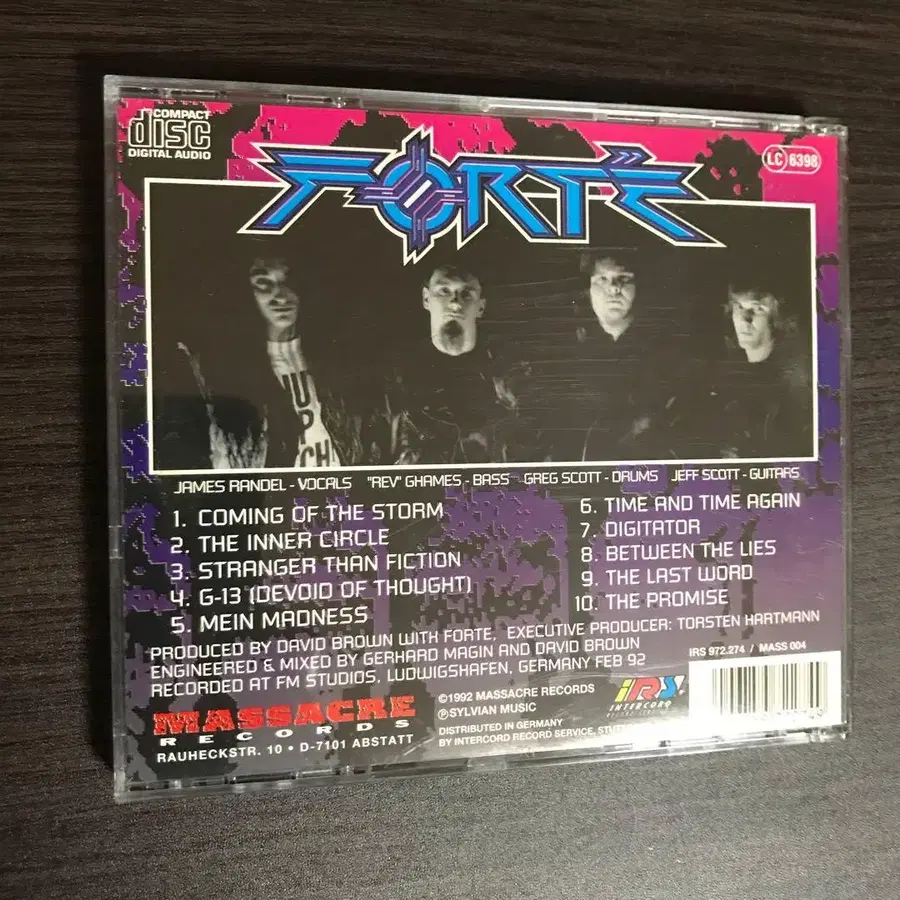 COMPACT
disc
DIGITAL AUDIO
FORTÉ
LC 6398
UP
JAMES RANDEL - VOCALS "REV" GHAMES - BASS GREG SCOTT - DRUMS JEFF SCOTT - GUITARS
1. COMING OF THE STORM
2. THE INNER CIRCLE
3. STRANGER THAN FICTION
4. G-13 (DEVOID OF THOUGHT)
5. MEIN MADNESS
6. TIME AND TIME AGAIN
7. DIGITATOR
8. BETWEEN THE LIES
9. THE LAST WORD
10. THE PROMISE
PRODUCED BY DAVID BROWN WITH FORTE, EXECUTIVE PRODUCER: TORSTEN HARTMANN
ENGINEERED & MIXED BY GERHARD MAGIN AND DAVID BROWN
RECORDED AT FM STUDIOS, LUDWIGSHAFEN, GERMANY FEB 92
IRS 972.274 / MASS 004
MASSACRE
RECORDS
RAUHECKSTR. 10 • D-7101 ABSTATT
©1992 MASSACRE RECORDS
℗SYLVIAN MUSIC
DISTRIBUTED IN GERMANY
BY INTERCORD RECORD SERVICE,
iRS
INTERCORD
RECORD SERVICE